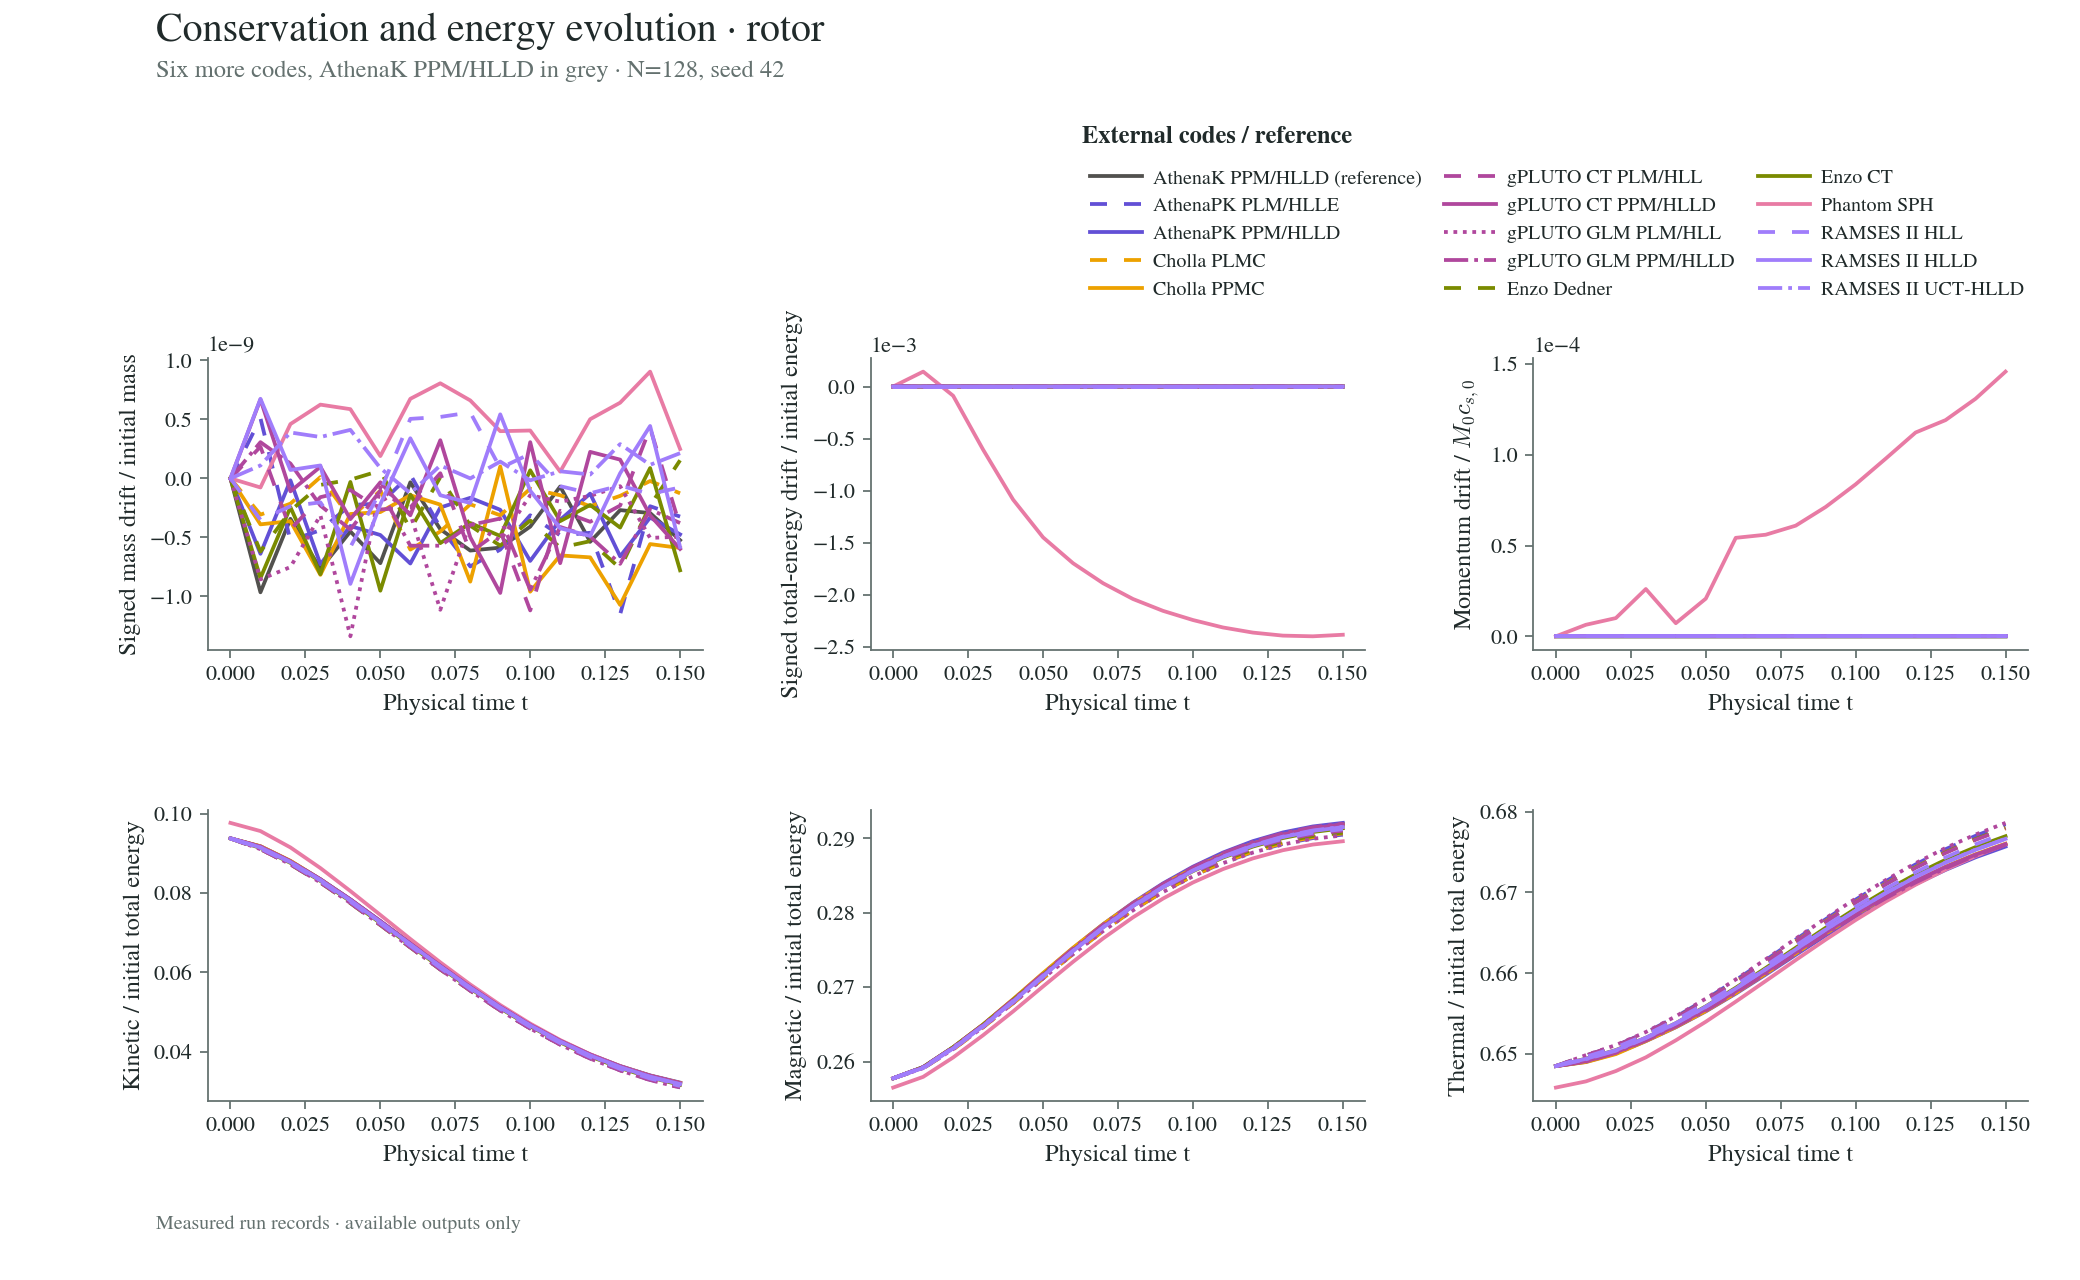 Conservation and energy evolution · rotor
Six more codes, AthenaK PPM/HLLD in grey · N=128, seed 42
External codes / reference
AthenaK PPM/HLLD (reference)
AthenaPK PLM/HLLE
AthenaPK PPM/HLLD
Cholla PLMC
Cholla PPMC
gPLUTO CT PLM/HLL
gPLUTO CT PPM/HLLD
gPLUTO GLM PLM/HLL
gPLUTO GLM PPM/HLLD
Enzo Dedner
Enzo CT
Phantom SPH
RAMSES II HLL
RAMSES II HLLD
RAMSES II UCT-HLLD
Signed mass drift / initial mass
1e−9
1.0
0.5
0.0
−0.5
−1.0
0.000 0.025 0.050 0.075 0.100 0.125 0.150
Physical time t
Signed total-energy drift / initial energy
1e−3
0.0
−0.5
−1.0
−1.5
−2.0
−2.5
0.000 0.025 0.050 0.075 0.100 0.125 0.150
Physical time t
Momentum drift / M₀cₛ,₀
1e−4
1.5
1.0
0.5
0.0
0.000 0.025 0.050 0.075 0.100 0.125 0.150
Physical time t
Kinetic / initial total energy
0.10
0.08
0.06
0.04
0.000 0.025 0.050 0.075 0.100 0.125 0.150
Physical time t
Magnetic / initial total energy
0.29
0.28
0.27
0.26
0.000 0.025 0.050 0.075 0.100 0.125 0.150
Physical time t
Thermal / initial total energy
0.68
0.67
0.66
0.65
0.000 0.025 0.050 0.075 0.100 0.125 0.150
Physical time t
Measured run records · available outputs only